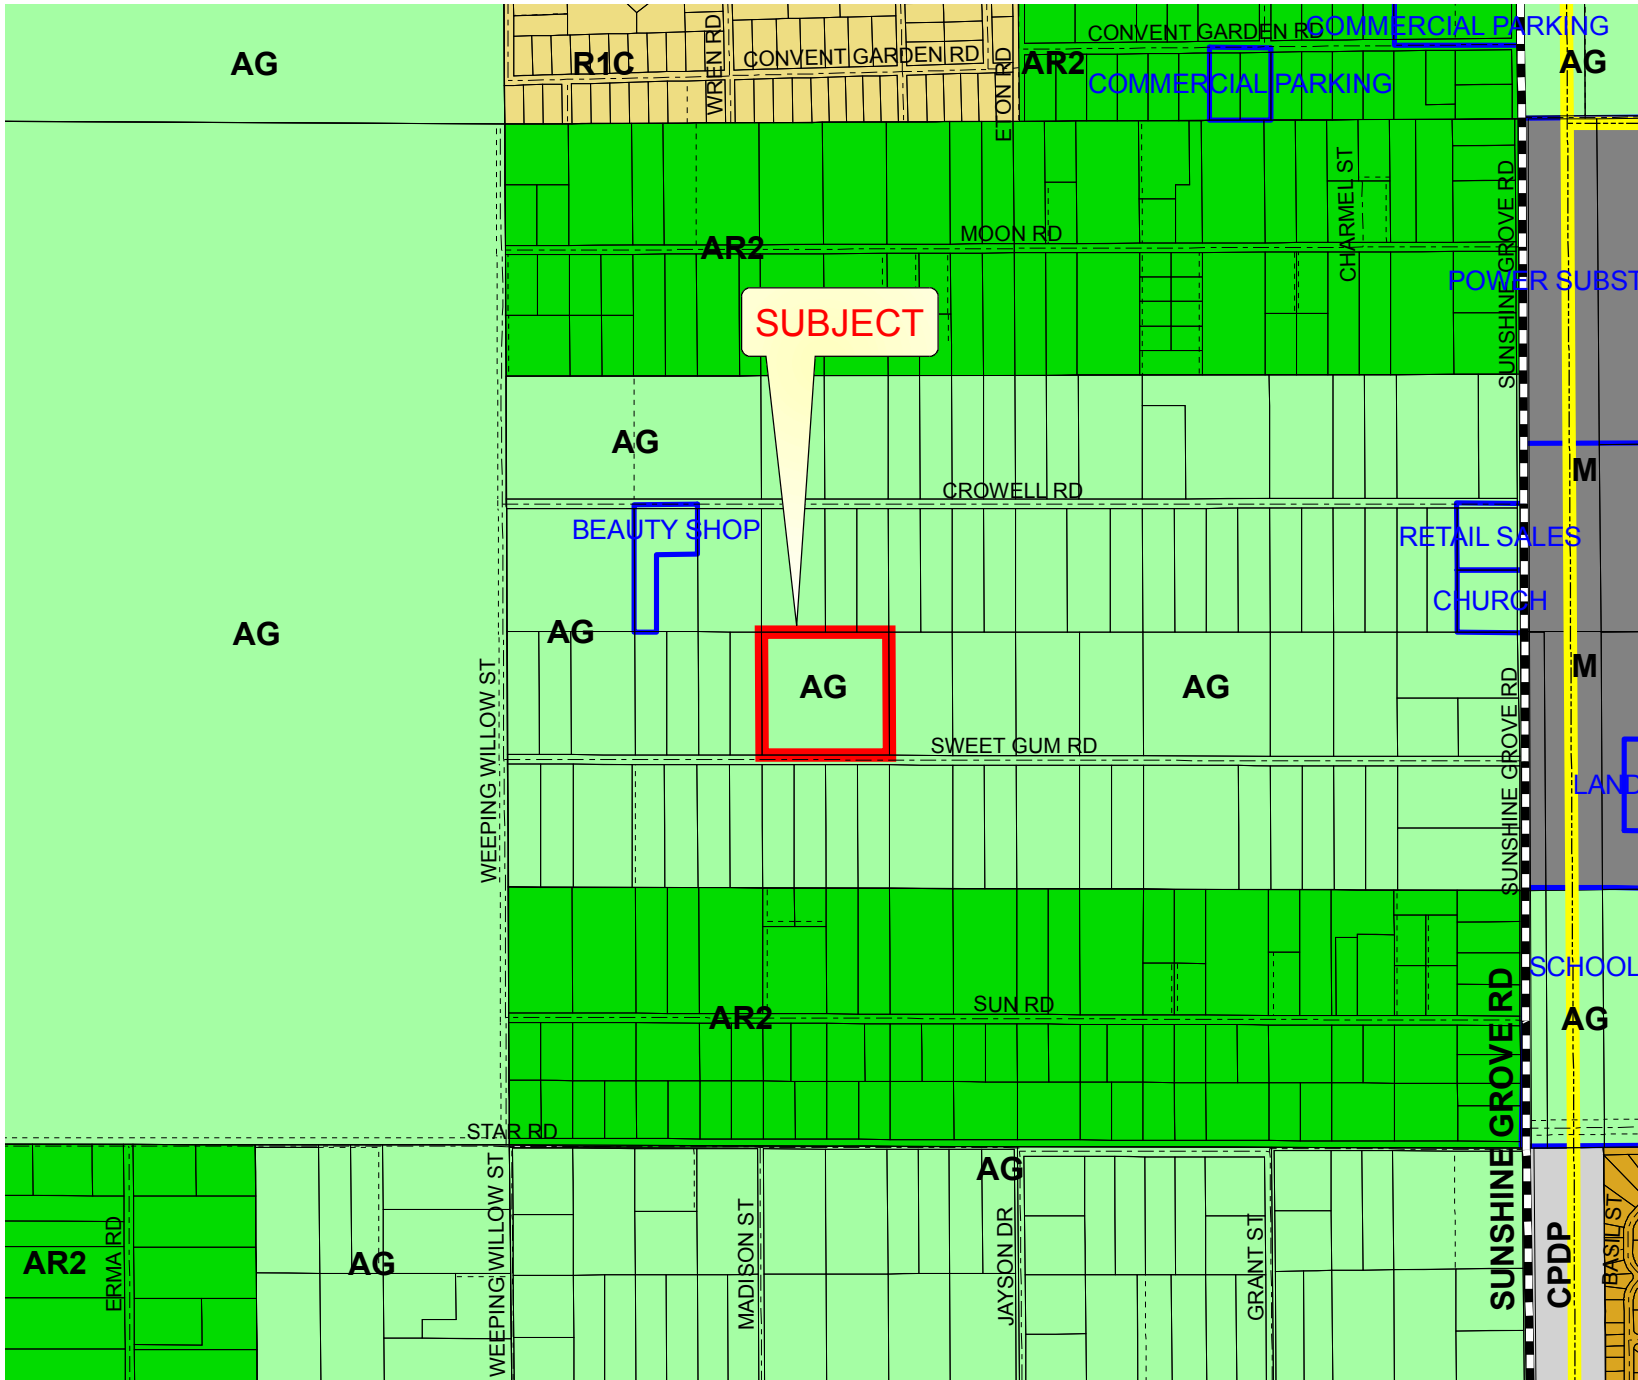 COMMERCIAL PARKING
CONVENT GARDEN RD
AG
R1C
WREN RD
CONVENT GARDEN RD
ETON RD
AR2
COMMERCIAL PARKING
AG
MOON RD
AR2
CHARMEL ST
SUNSHINE GROVE RD
POWER SUBST
SUBJECT
AG
M
CROWELL RD
BEAUTY SHOP
RETAIL SALES
CHURCH
AG
AG
AG
AG
M
WEEPING WILLOW ST
SUNSHINE GROVE RD
SWEET GUM RD
LAND
SCHOOL
SUN RD
AR2
AG
SUNSHINE GROVE RD
STAR RD
AG
AR2
ERMA RD
AG
WEEPING WILLOW ST
MADISON ST
JAYSON DR
GRANT ST
CPDP
BASIL ST